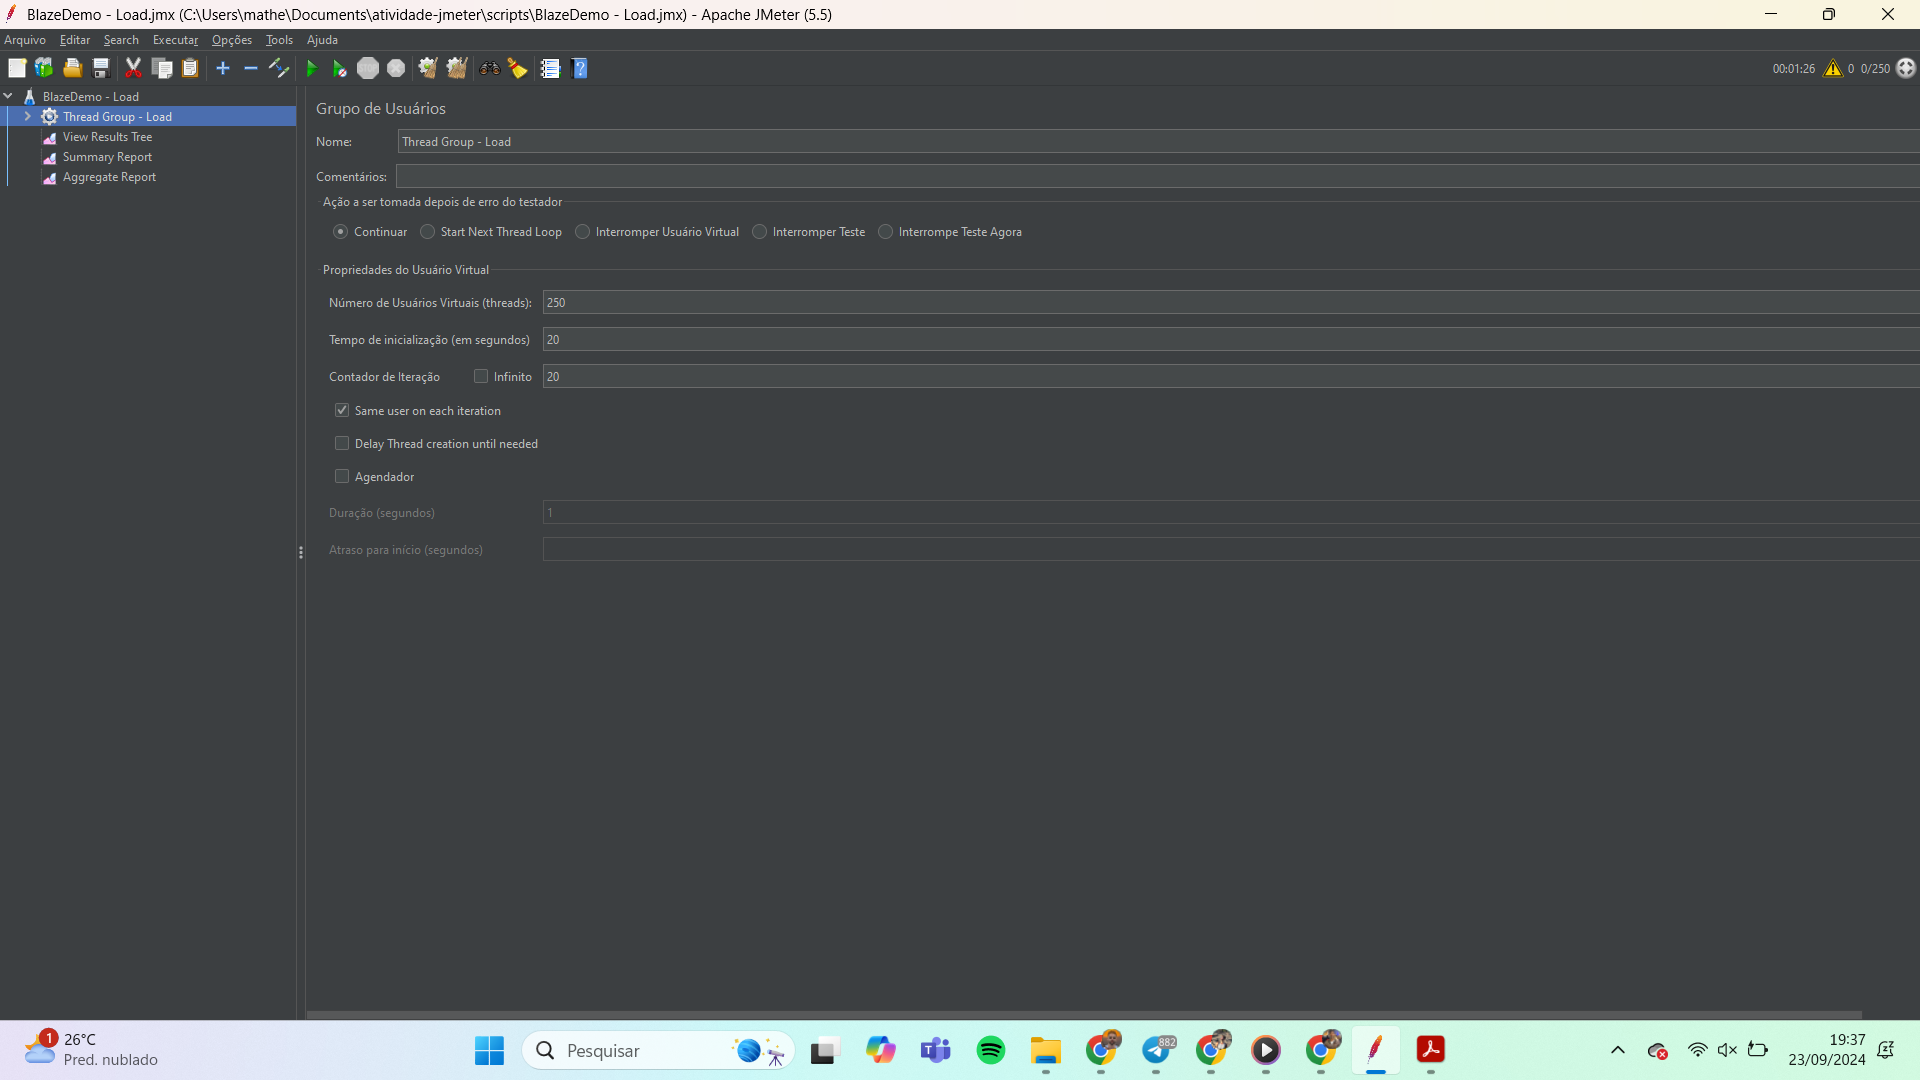 BlazeDemo - Load.jmx (C:\Users\mathe\Documents\atividade-jmeter\scripts\BlazeDemo - Load.jmx) - Apache JMeter (5.5)
Arquivo Editar Search Executar Opções Tools Ajuda
00:01:26 0 0/250
BlazeDemo - Load
Thread Group - Load
View Results Tree
Summary Report
Aggregate Report
Grupo de Usuários
Nome: Thread Group - Load
Comentários:
Ação a ser tomada depois de erro do testador
Continuar Start Next Thread Loop Interromper Usuário Virtual Interromper Teste Interrompe Teste Agora
Propriedades do Usuário Virtual
Número de Usuários Virtuais (threads): 250
Tempo de inicialização (em segundos) 20
Contador de Iteração Infinito 20
Same user on each iteration
Delay Thread creation until needed
Agendador
Duração (segundos) 1
Atraso para início (segundos)
1
26°C
Pred. nublado
Pesquisar
882
19:37
23/09/2024